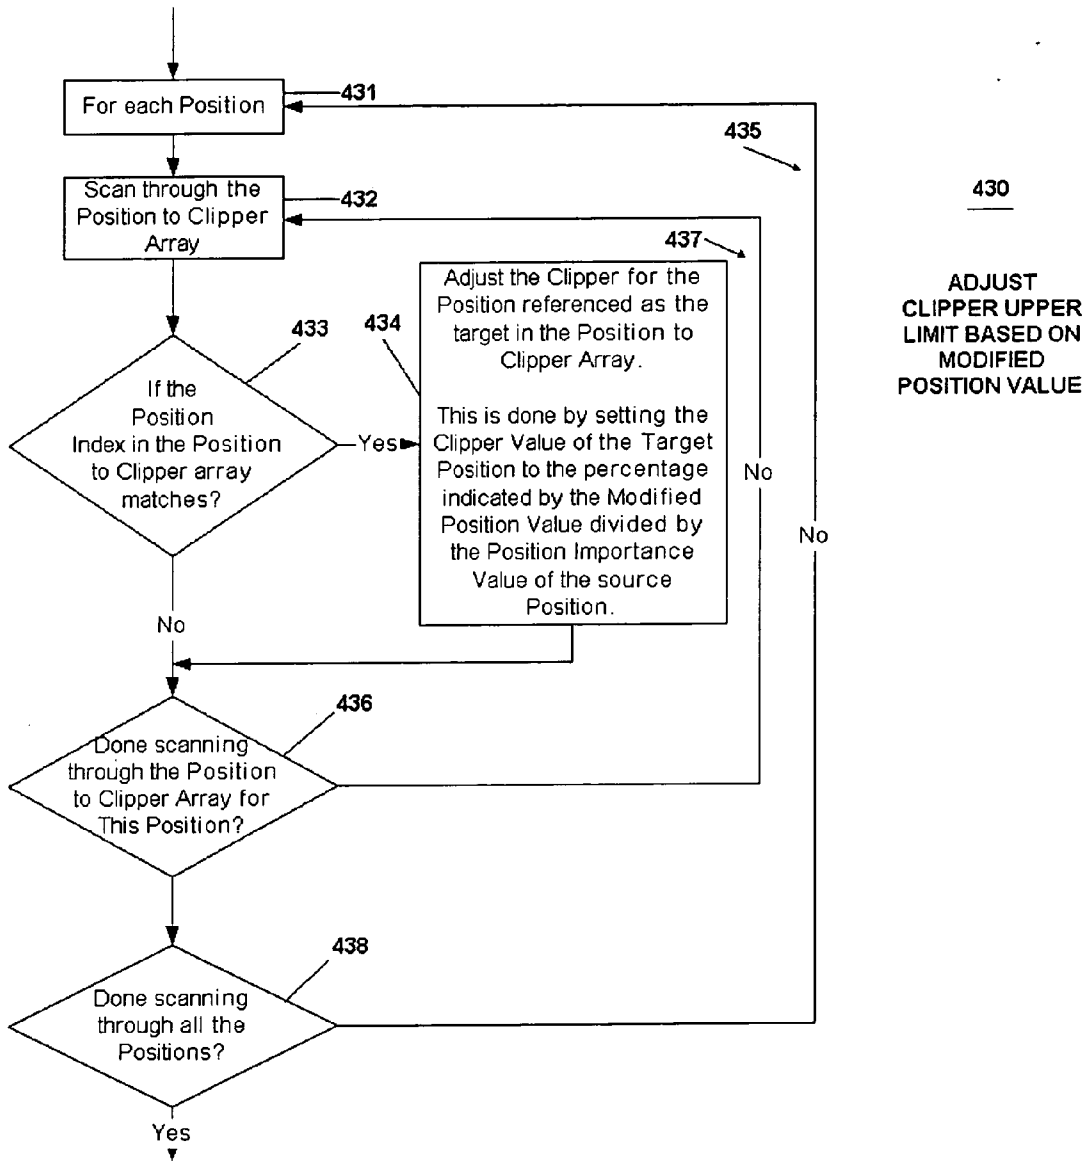 For each Position
431
435
Scan through the
Position to Clipper
Array
432
430
437
ADJUST
CLIPPER UPPER
LIMIT BASED ON
MODIFIED
POSITION VALUE
433
434
If the
Position
Index in the Position
to Clipper array
matches?
Yes
Adjust the Clipper for the
Position referenced as the
target in the Position to
Clipper Array.
This is done by setting the
Clipper Value of the Target
Position to the percentage
indicated by the Modified
Position Value divided by
the Position Importance
Value of the source
Position.
No
No
No
436
Done scanning
through the Position
to Clipper Array for
This Position?
438
Done scanning
through all the
Positions?
Yes